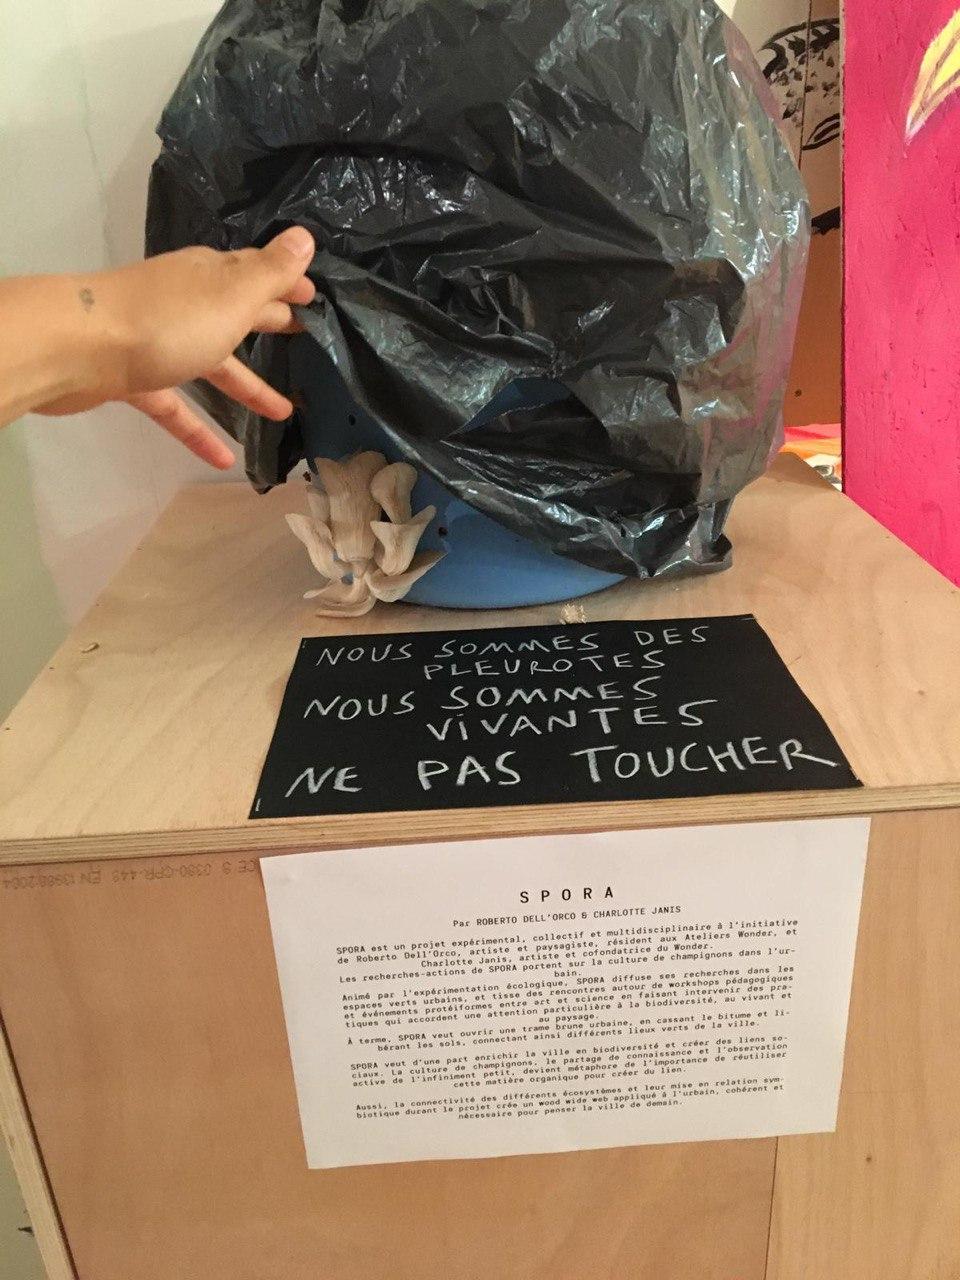 NOUS SOMMES DES
PLEUROTES
NOUS SOMMES
VIVANTES
NE PAS TOUCHER
CE S 0380-CPR-443 EN 13986:2004
SPORA
Par ROBERTO DELL'ORCO & CHARLOTTE JANIS
SPORA est un projet expérimental, collectif et multidisciplinaire à l'initiative
de Roberto Dell'Orco, artiste et paysagiste, résident aux Ateliers Wonder, et
Charlotte Janis, artiste et cofondatrice du Wonder.
Les recherches-actions de SPORA portent sur la culture de champignons dans l'ur-
bain.
Animé par l'expérimentation écologique, SPORA diffuse ses recherches dans les
espaces verts urbains, et tisse des rencontres autour de workshops pédagogiques
et événements protéiformes entre art et science en faisant intervenir des pra-
tiques qui accordent une attention particulière à la biodiversité, au vivant et
au paysage.
À terme, SPORA veut ouvrir une trame brune urbaine, en cassant le bitume et li-
bérant les sols, connectant ainsi différents lieux verts de la ville.
SPORA veut d'une part enrichir la ville en biodiversité et créer des liens so-
ciaux. La culture de champignons, le partage de connaissance et l'observation
active de l'infiniment petit, devient métaphore de l'importance de réutiliser
cette matière organique pour créer du lien.
Aussi, la connectivité des différents écosystèmes et leur mise en relation sym-
biotique durant le projet crée un wood wide web appliqué à l'urbain, cohérent et
nécessaire pour penser la ville de demain.